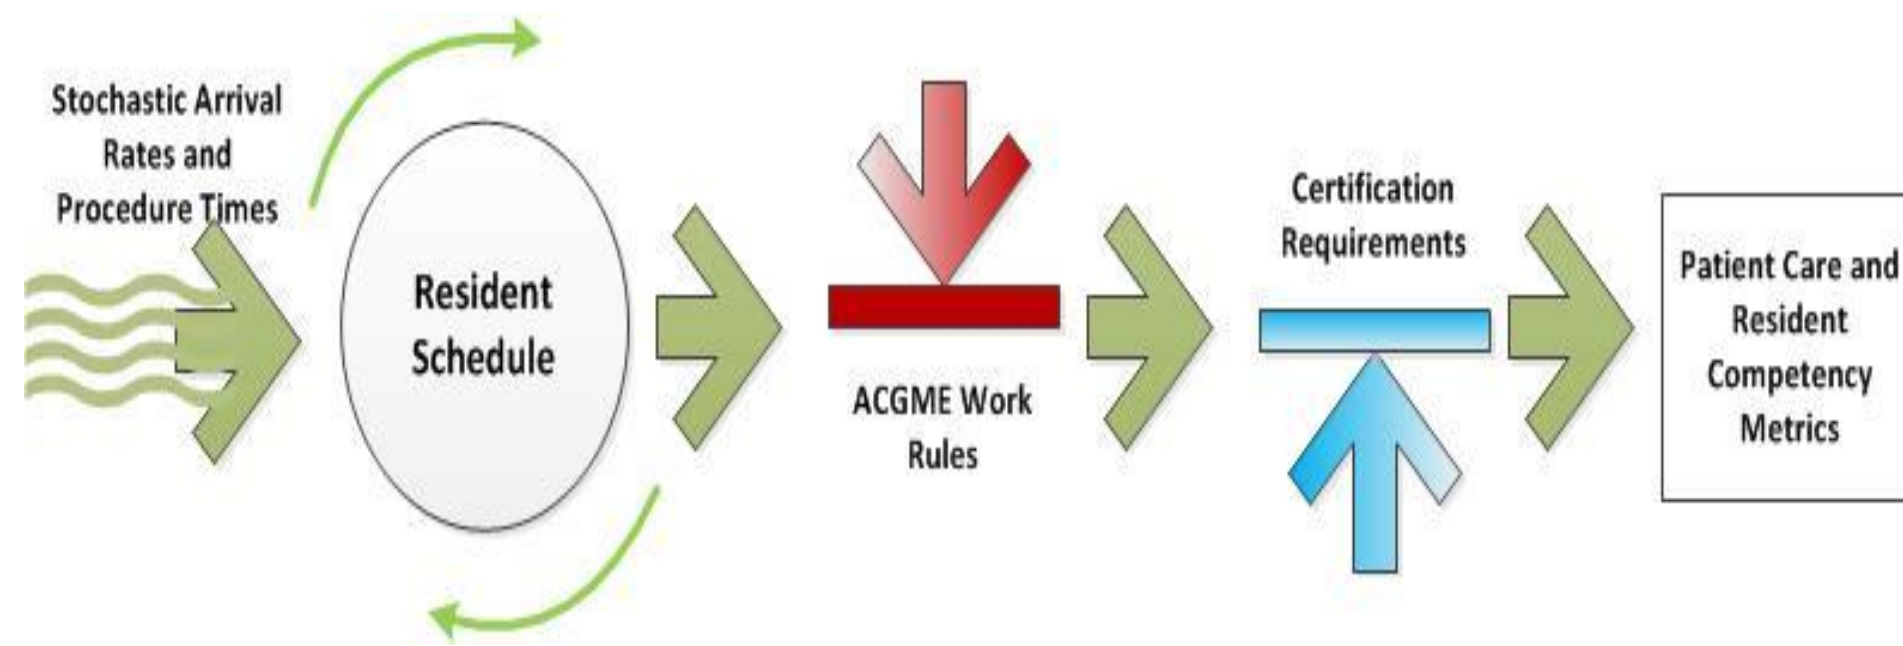 Stochastic Arrival
Rates and
Procedure Times
Resident
Schedule
ACGME Work
Rules
Certification
Requirements
Patient Care and
Resident
Competency
Metrics